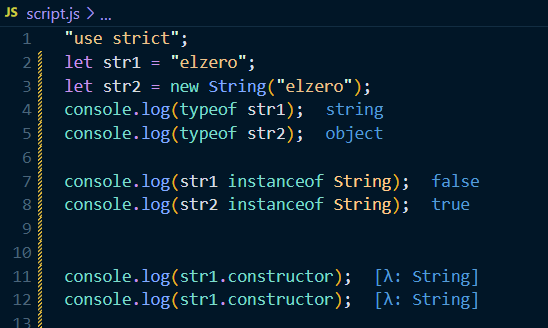 JS script.js > ...
1 "use strict";
2 let str1 = "elzero";
3 let str2 = new String("elzero");
4 console.log(typeof str1); string
5 console.log(typeof str2); object
6
7 console.log(str1 instanceof String); false
8 console.log(str2 instanceof String); true
9
10
11 console.log(str1.constructor); [λ: String]
12 console.log(str1.constructor); [λ: String]
13